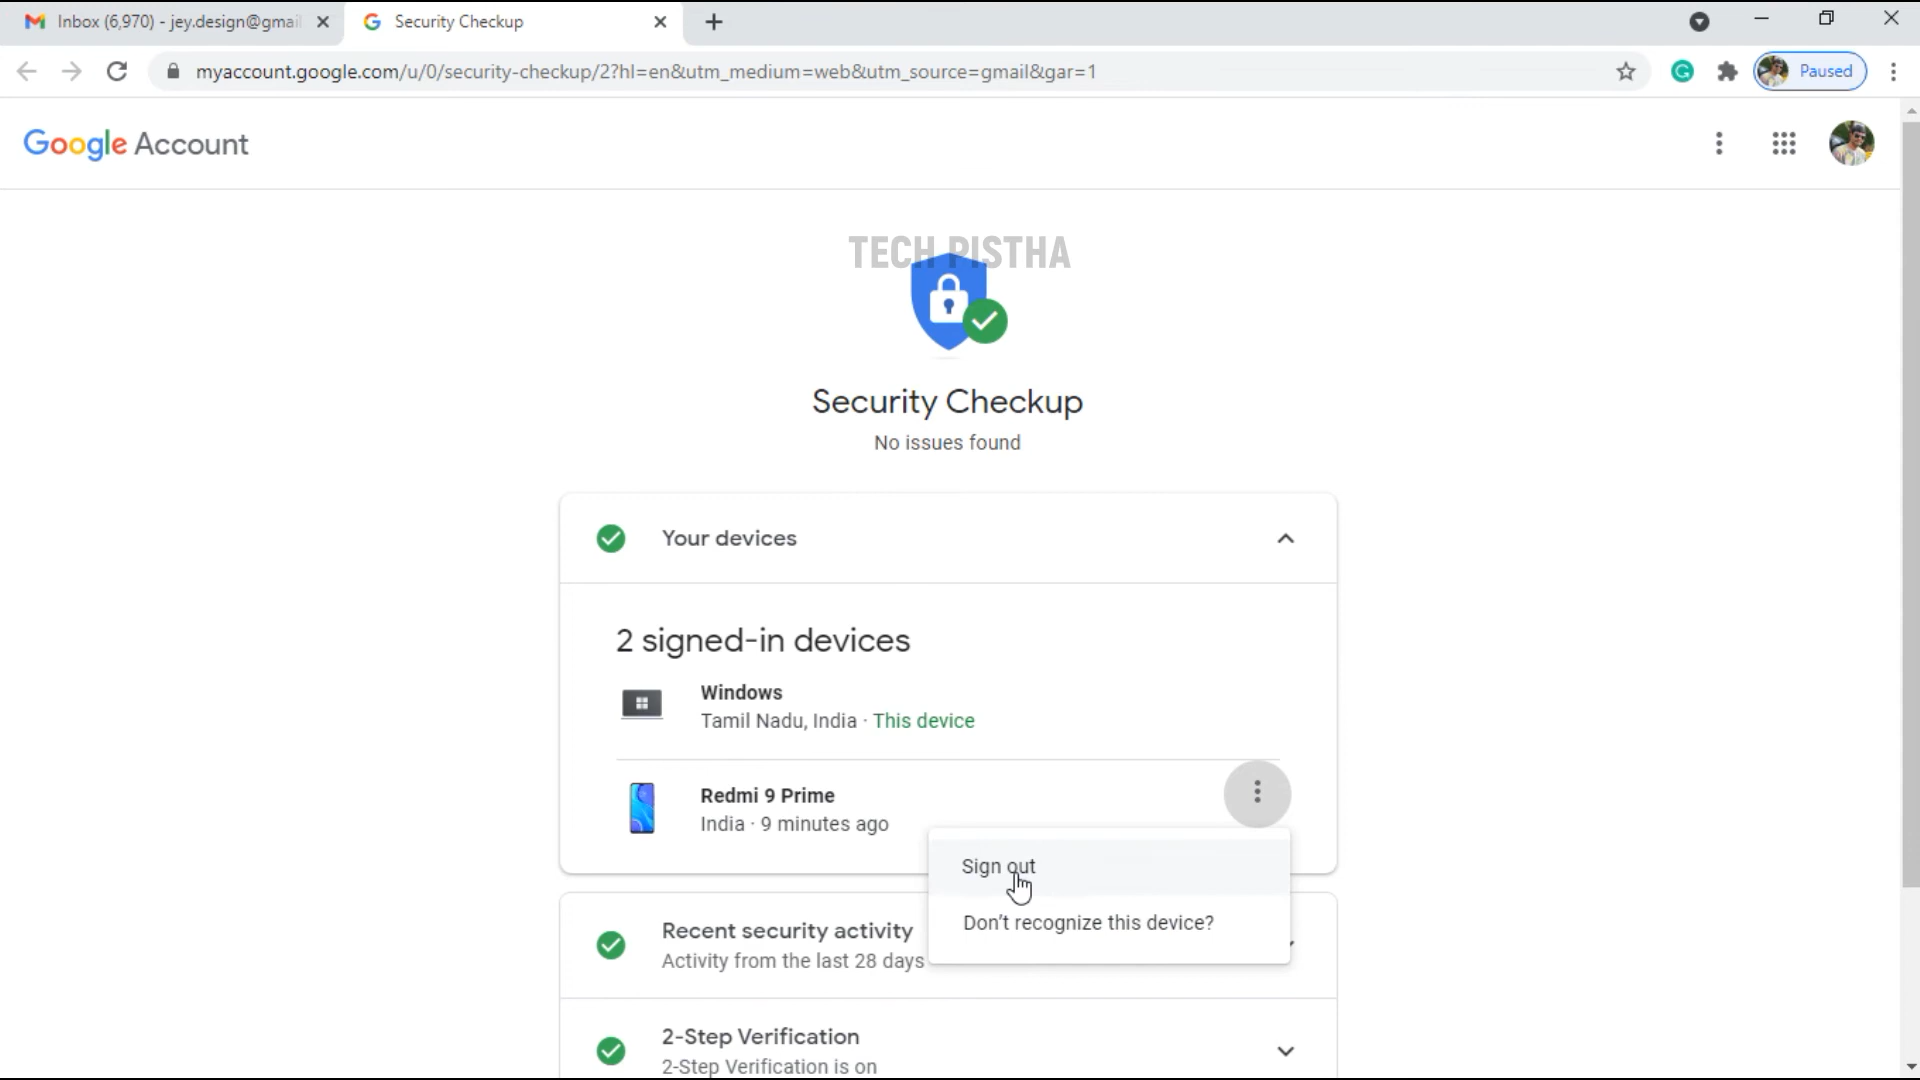 Inbox (6,970) - jey.design@gmai
Security Checkup
myaccount.google.com/u/0/security-checkup/2?hl=en&utm_medium=web&utm_source=gmail&gar=1
Paused
Google Account
TECH PISTHA
Security Checkup
No issues found
Your devices
2 signed-in devices
Windows
Tamil Nadu, India · This device
Redmi 9 Prime
India · 9 minutes ago
Sign out
Don't recognize this device?
Recent security activity
Activity from the last 28 days
2-Step Verification
2-Step Verification is on